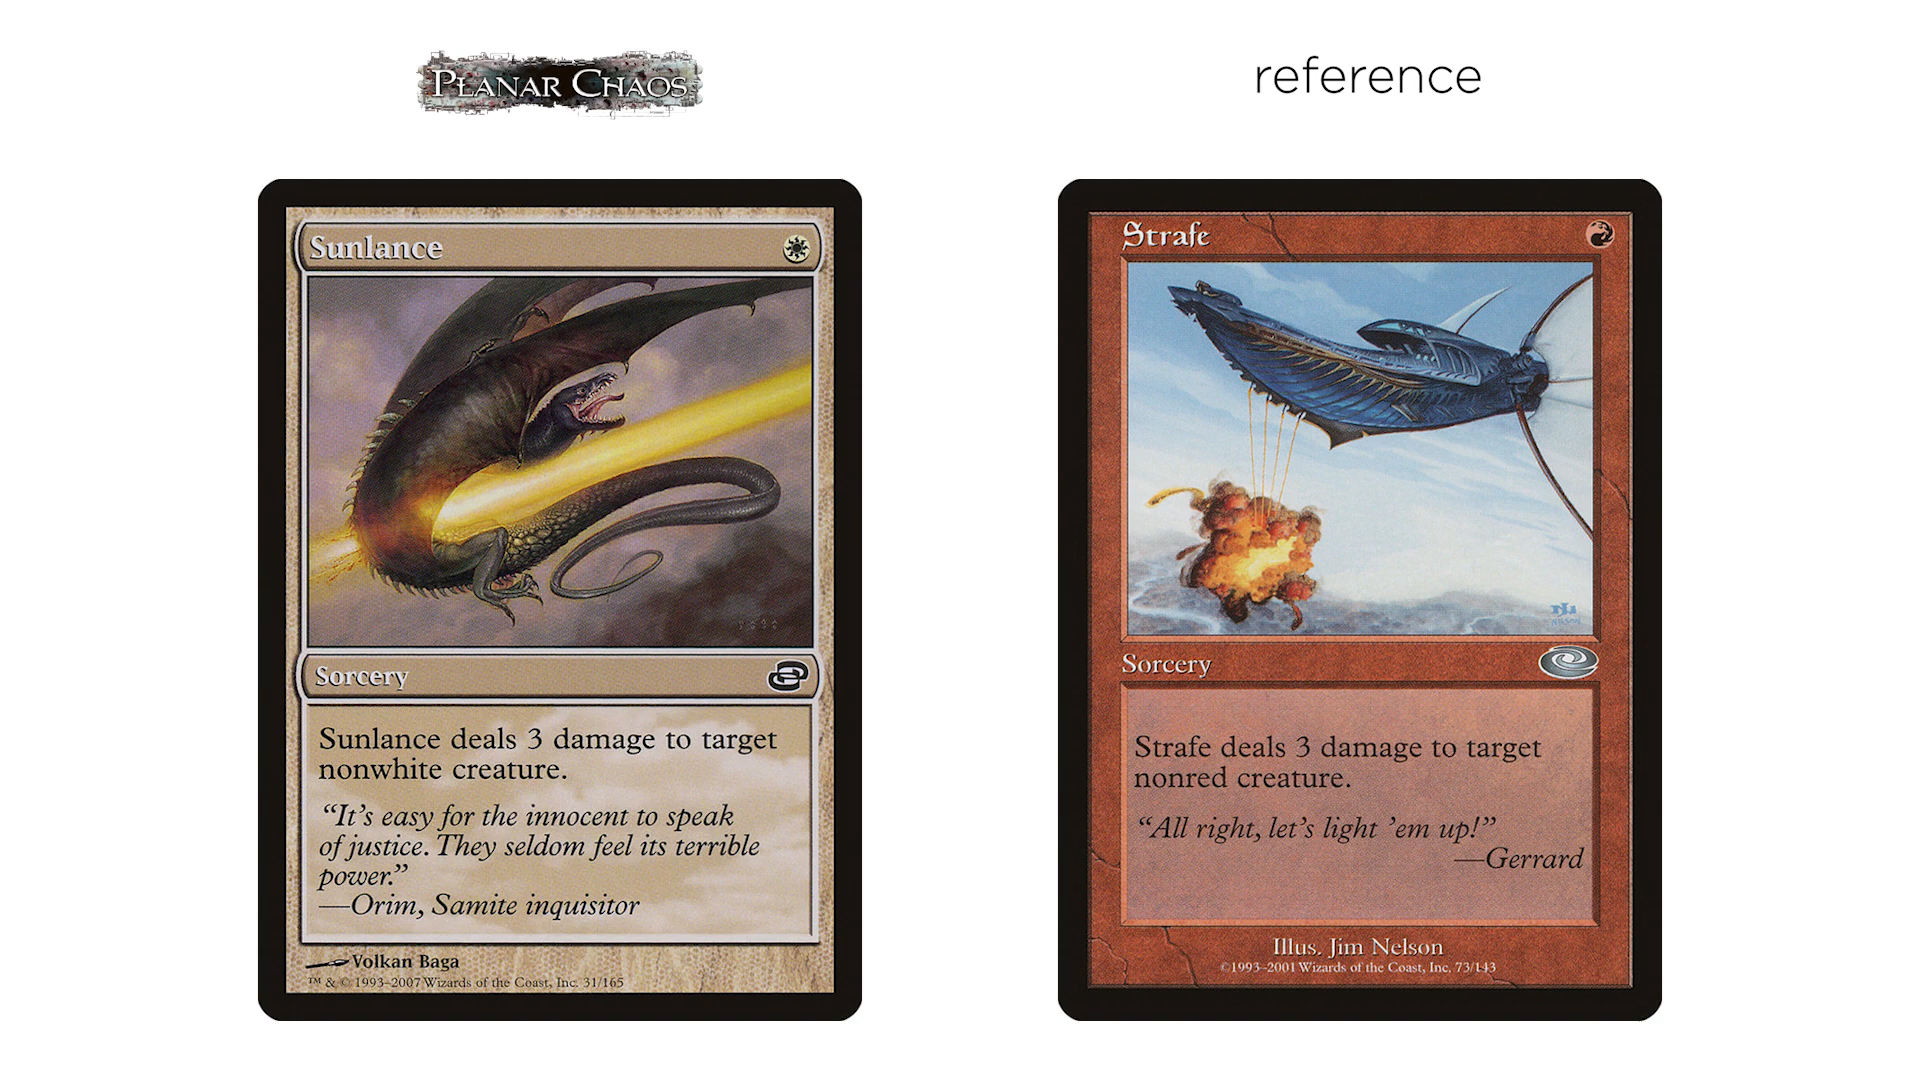 PLANAR CHAOS
reference
Sunlance
Sorcery
Sunlance deals 3 damage to target
nonwhite creature.
“It’s easy for the innocent to speak
of justice. They seldom feel its terrible
power.”
—Orim, Samite inquisitor
Volkan Baga
™ & © 1993–2007 Wizards of the Coast, Inc. 31/165
Strafe
NELSON
Sorcery
Strafe deals 3 damage to target
nonred creature.
“All right, let’s light ’em up!”
—Gerrard
Illus. Jim Nelson
©1993–2001 Wizards of the Coast, Inc. 73/143